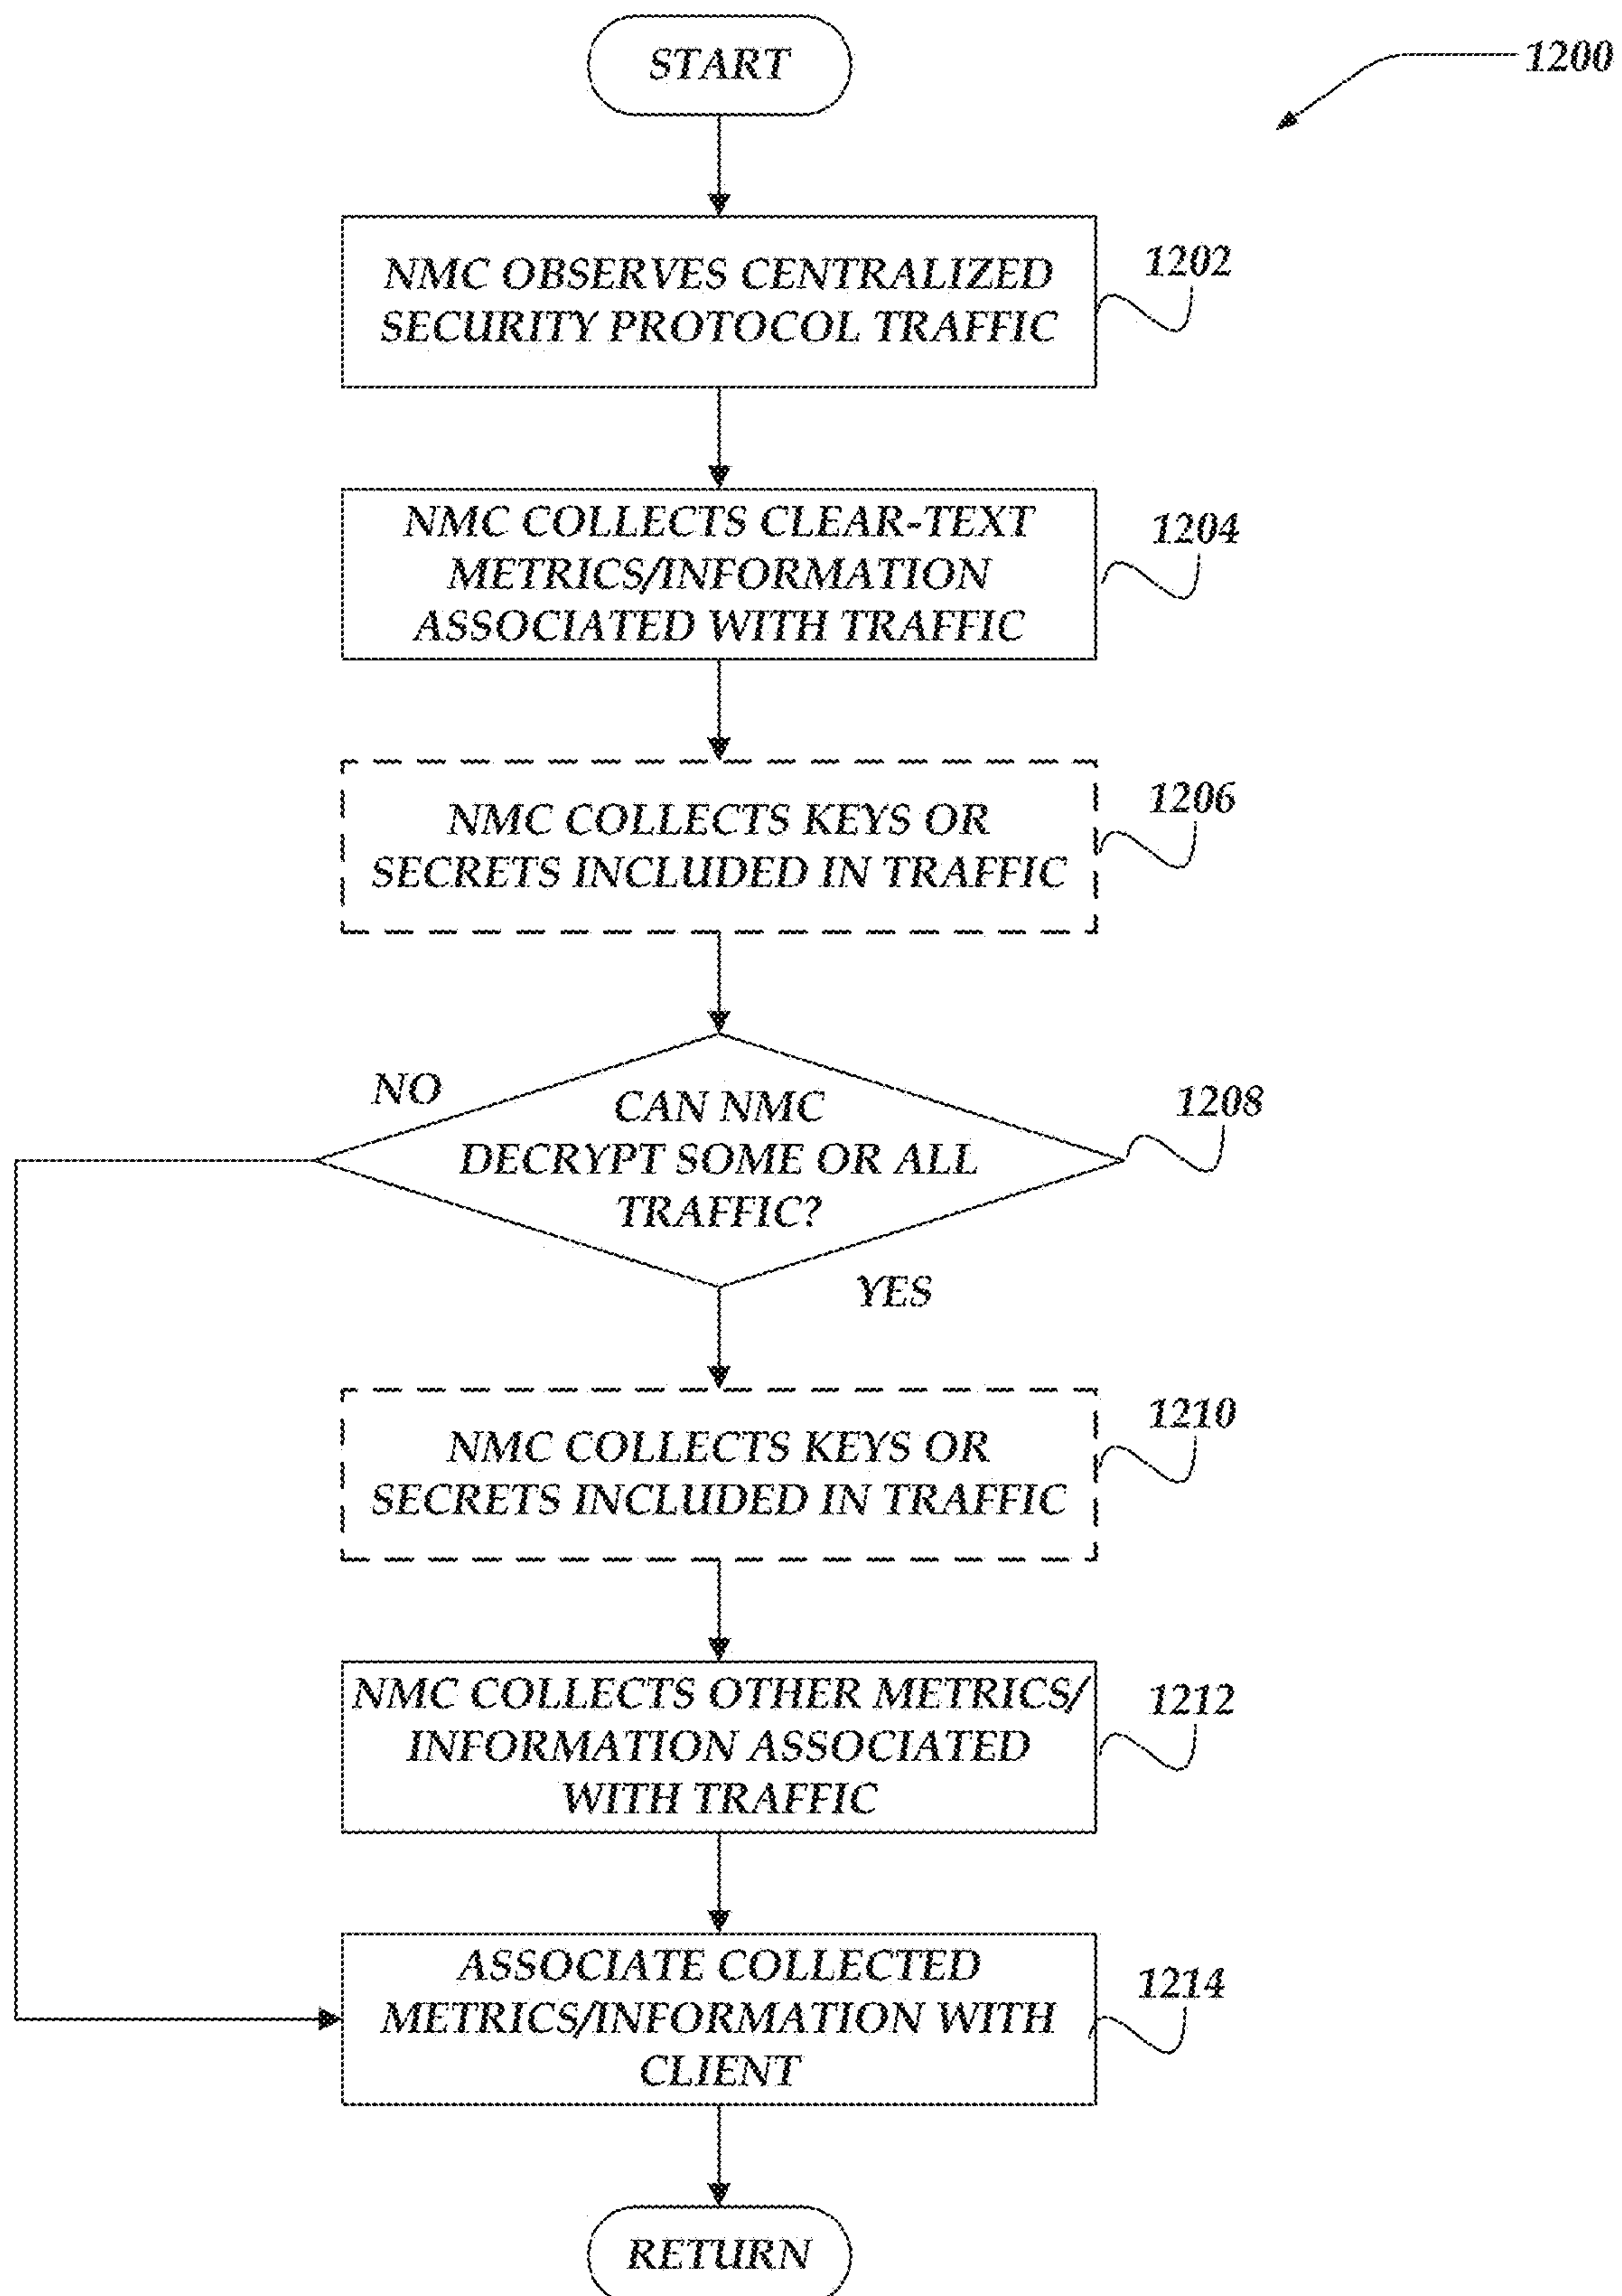 START
1200
NMC OBSERVES CENTRALIZED
SECURITY PROTOCOL TRAFFIC
1202
NMC COLLECTS CLEAR-TEXT
METRICS/INFORMATION
ASSOCIATED WITH TRAFFIC
1204
NMC COLLECTS KEYS OR
SECRETS INCLUDED IN TRAFFIC
1206
NO
CAN NMC
DECRYPT SOME OR ALL
TRAFFIC?
1208
YES
NMC COLLECTS KEYS OR
SECRETS INCLUDED IN TRAFFIC
1210
NMC COLLECTS OTHER METRICS/
INFORMATION ASSOCIATED
WITH TRAFFIC
1212
ASSOCIATE COLLECTED
METRICS/INFORMATION WITH
CLIENT
1214
RETURN